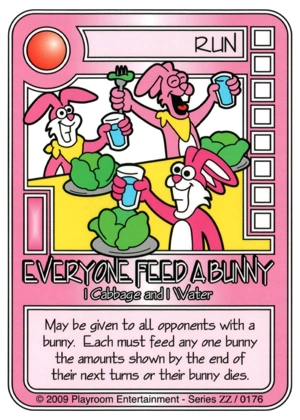 RUN
EVERYONE FEED A BUNNY
1 Cabbage and 1 Water
May be given to all opponents with a
bunny. Each must feed any one bunny
the amounts shown by the end of
their next turns or their bunny dies.
© 2009 Playroom Entertainment - Series ZZ / 0176